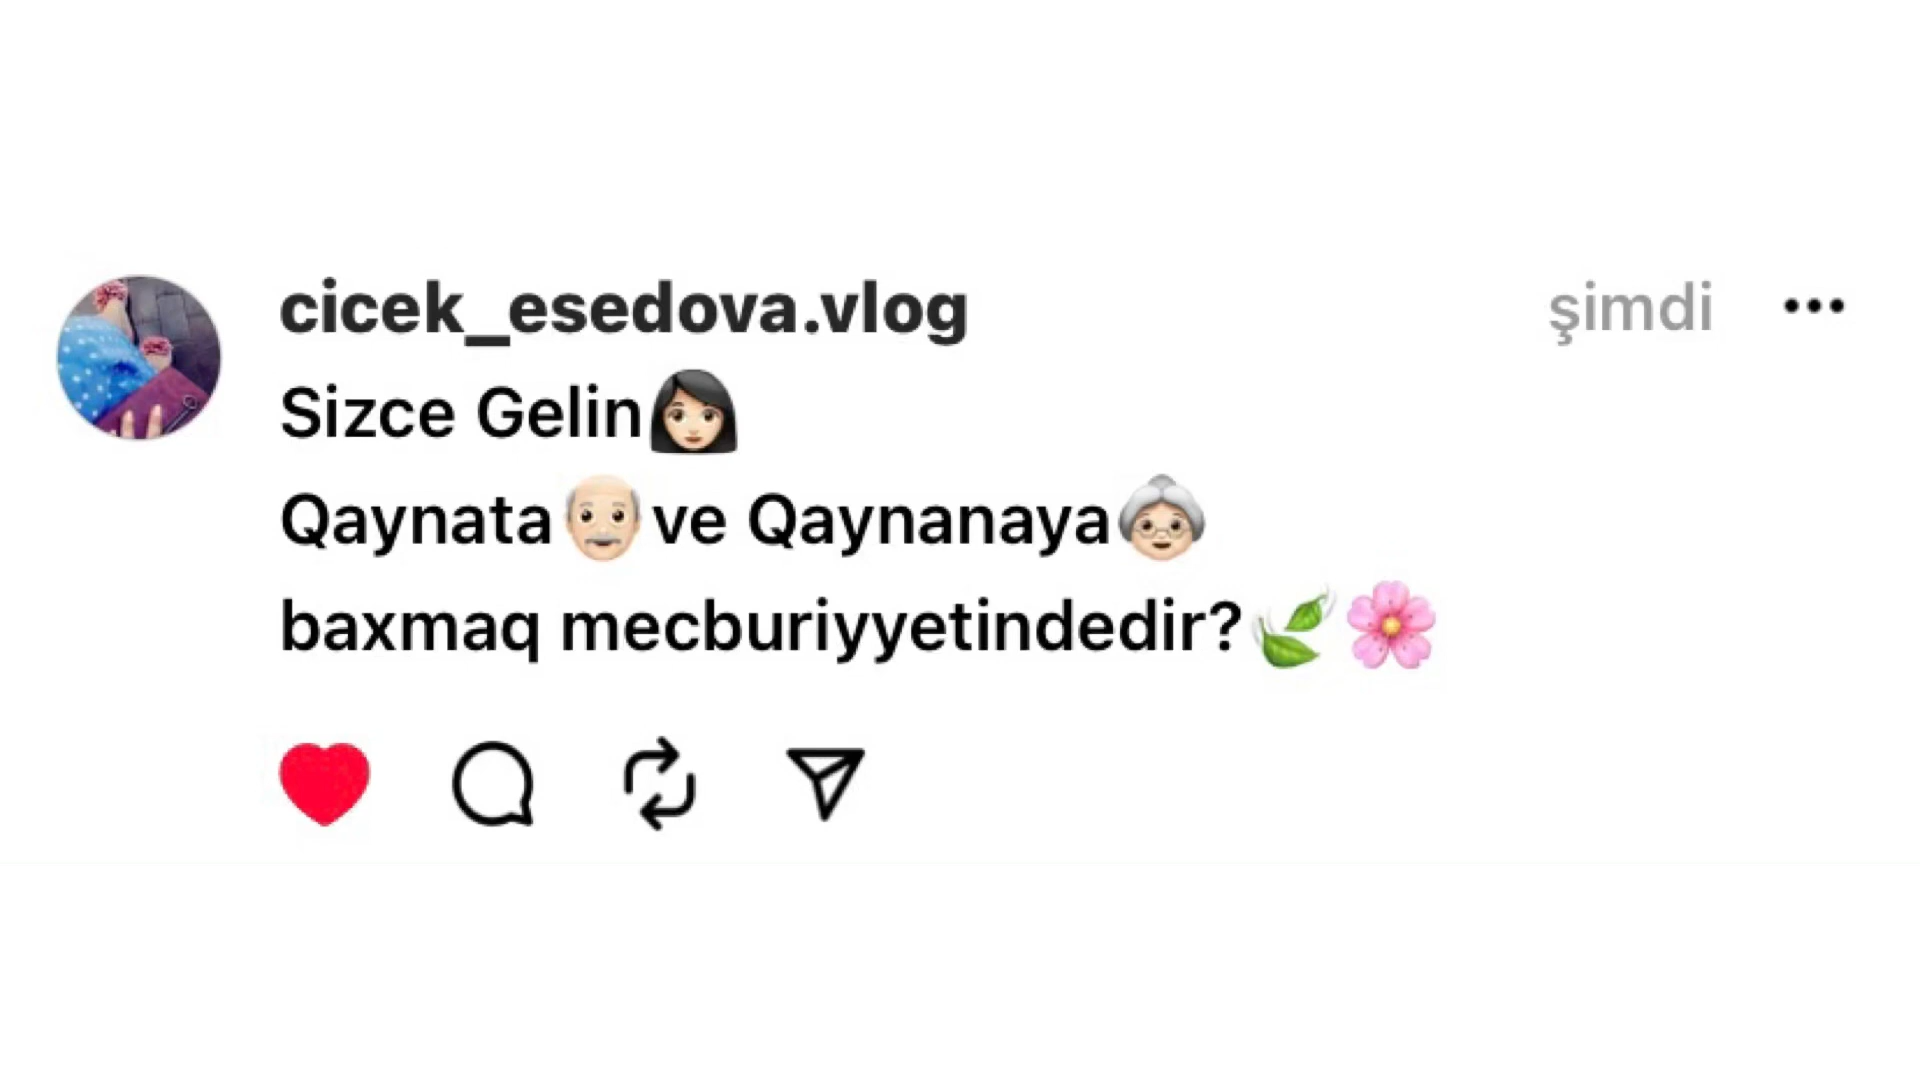 cicek_esedova.vlog
şimdi
Sizce Gelin👩🏻
Qaynata👴🏻ve Qaynanaya👵🏻
baxmaq mecburiyyetindedir?🍃🌸